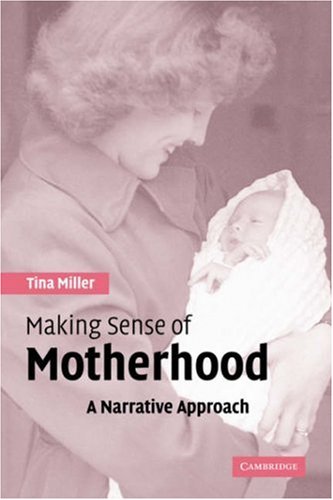 Tina Miller
Making Sense of
Motherhood
A Narrative Approach
CAMBRIDGE